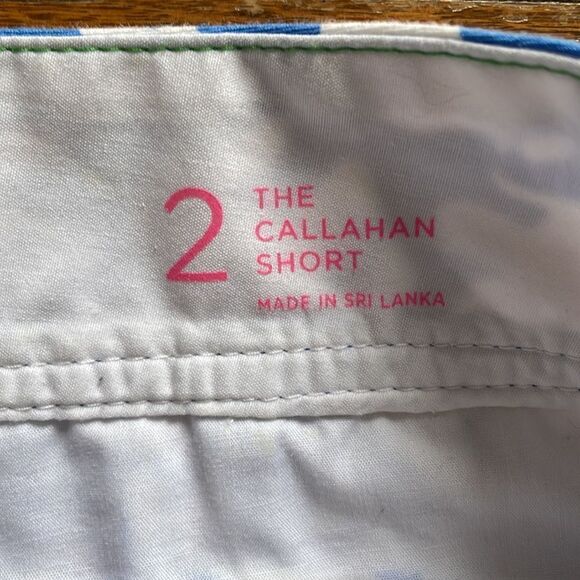 2
THE
CALLAHAN
SHORT
MADE IN SRI LANKA